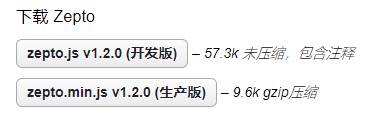 下载 Zepto
zepto.js v1.2.0 (开发版) – 57.3k 未压缩，包含注释
zepto.min.js v1.2.0 (生产版) – 9.6k gzip压缩